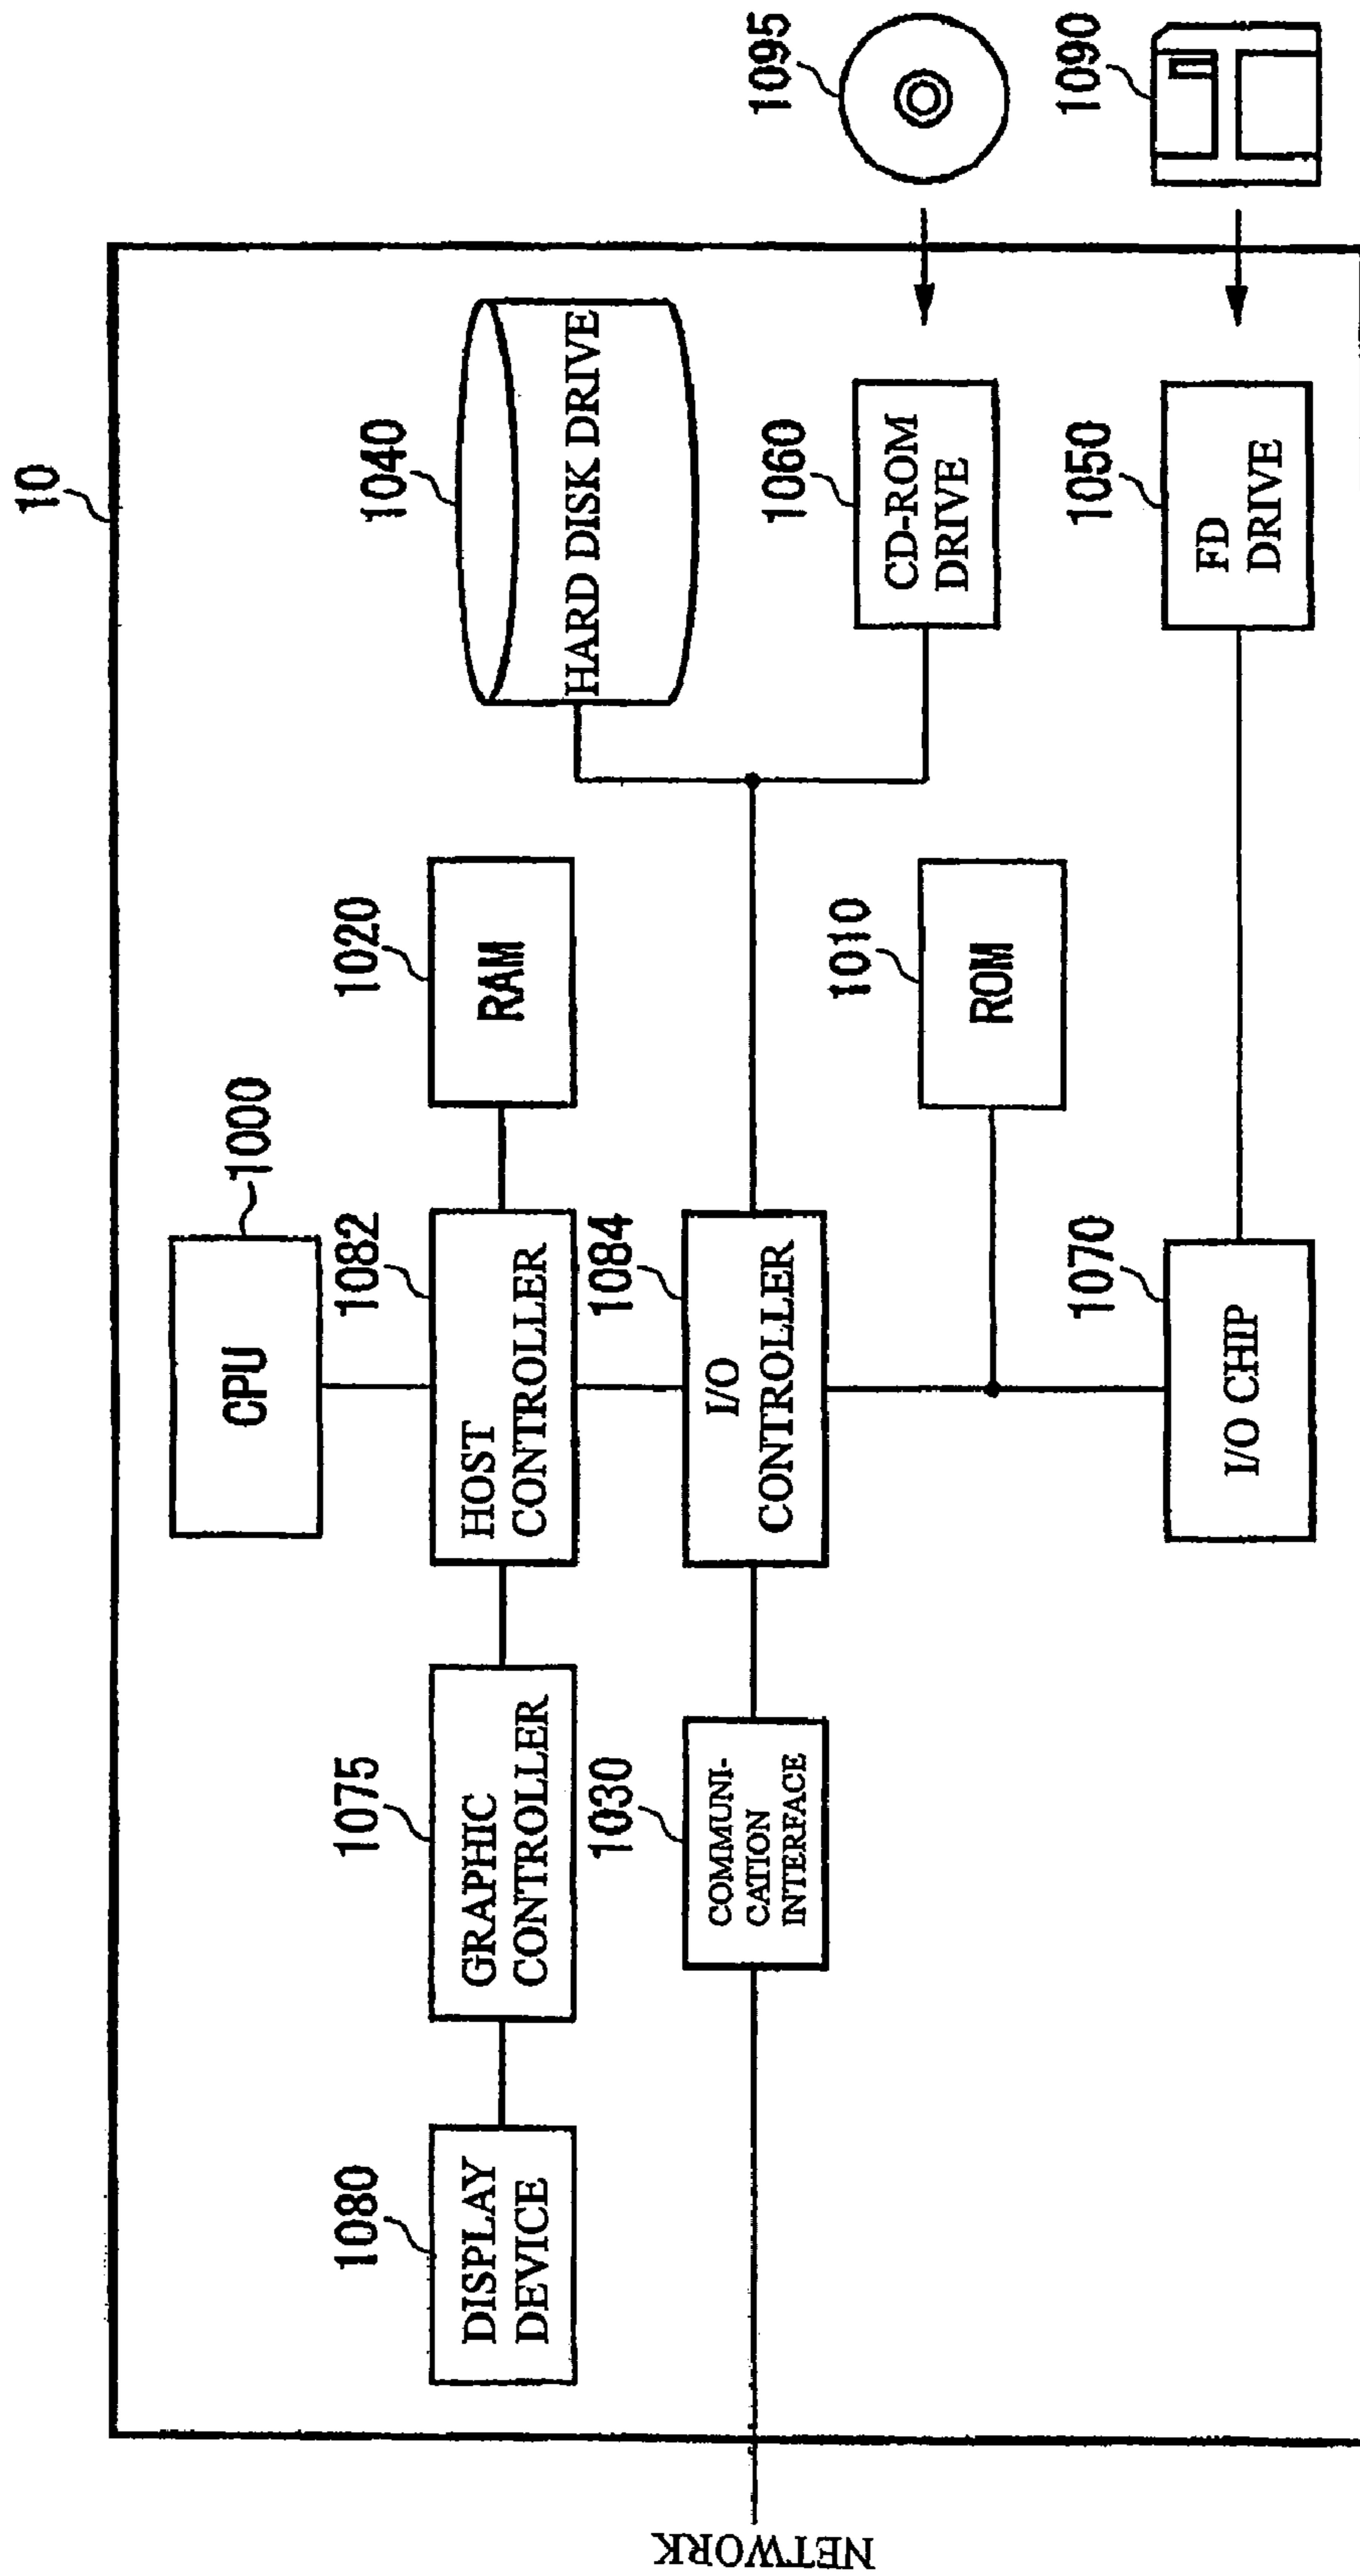 10
CPU
1000
1080
DISPLAY
DEVICE
1075
GRAPHIC
CONTROLLER
1082
HOST
CONTROLLER
1020
RAM
1040
HARD DISK DRIVE
NETWORK
1030
COMMUNI-
CATION
INTERFACE
1084
I/O
CONTROLLER
1010
ROM
1060
CD-ROM
DRIVE
1095
1070
I/O CHIP
1050
FD
DRIVE
1090